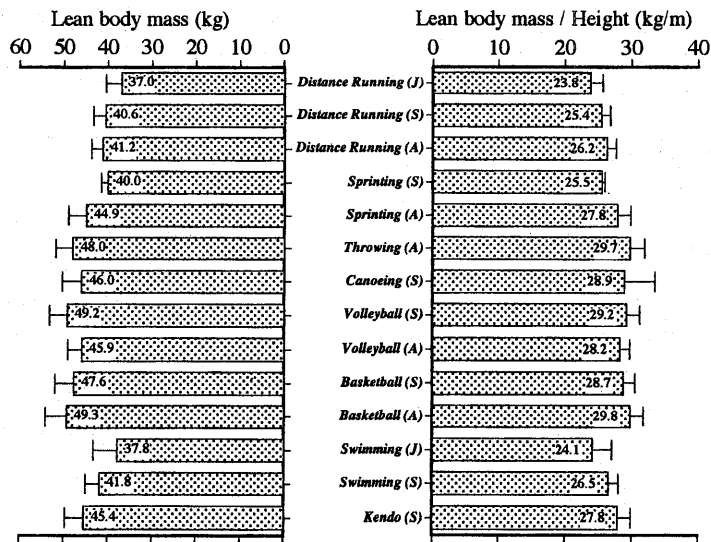 Lean body mass (kg) Lean body mass / Height (kg/m)
60 50 40 30 20 10 0 0 10 20 30 40
37.0 Distance Running (J) 23.8
40.6 Distance Running (S) 25.4
41.2 Distance Running (A) 26.2
40.0 Sprinting (S) 25.5
44.9 Sprinting (A) 27.8
48.0 Throwing (A) 29.7
46.0 Canoeing (S) 28.9
49.2 Volleyball (S) 29.2
45.9 Volleyball (A) 28.2
47.6 Basketball (S) 28.7
49.3 Basketball (A) 29.8
37.8 Swimming (J) 24.1
41.8 Swimming (S) 26.5
45.4 Kendo (S) 27.8